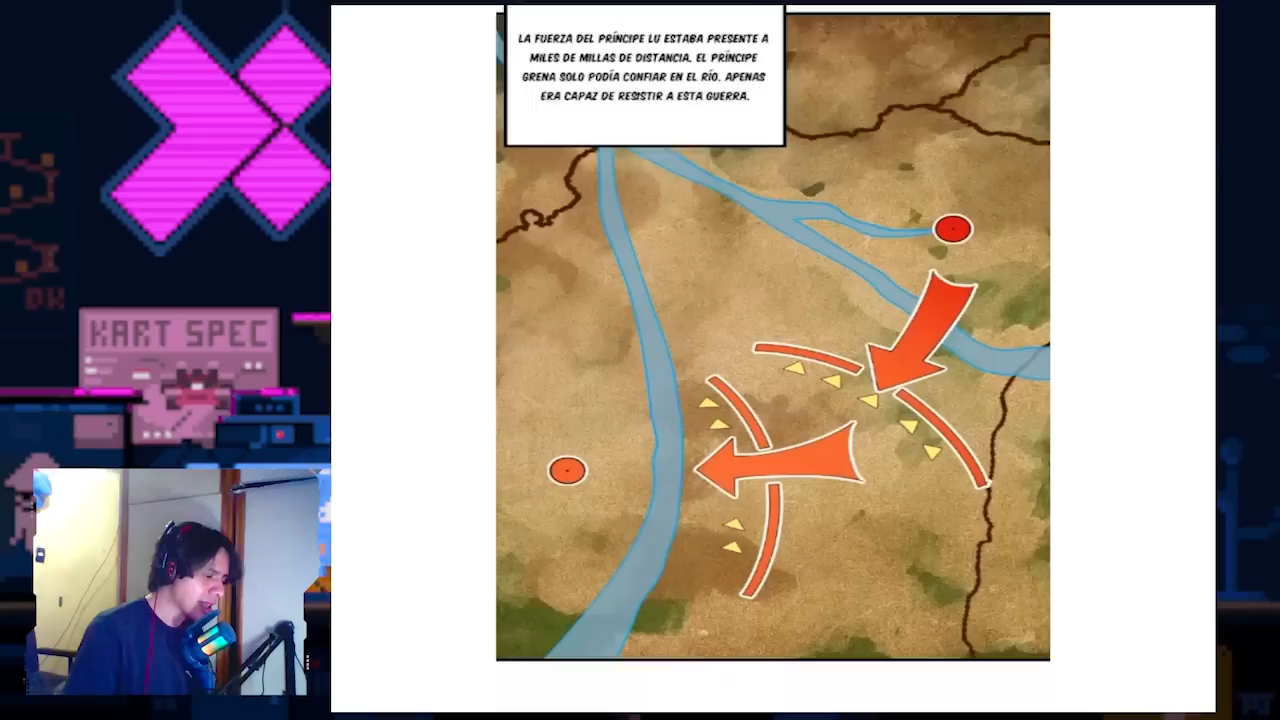 LA FUERZA DEL PRÍNCIPE LU ESTABA PRESENTE A
MILES DE MILLAS DE DISTANCIA. EL PRÍNCIPE
GRENA SOLO PODÍA CONFIAR EN EL RÍO. APENAS
ERA CAPAZ DE RESISTIR A ESTA GUERRA.
KART SPEC
DK